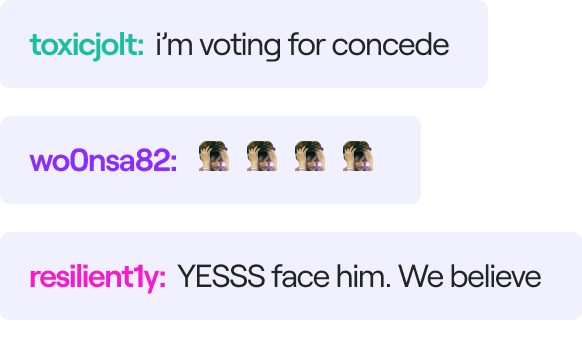 toxicjolt: i'm voting for concede
wo0nsa82:
resilient1y: YESSS face him. We believe